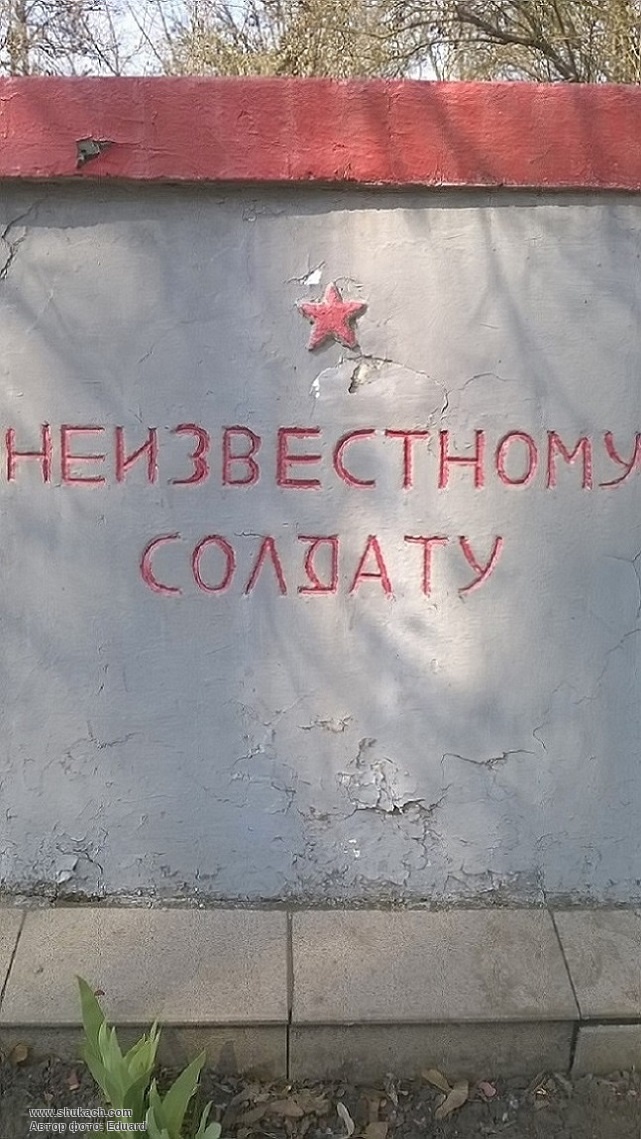 НЕИЗВЕСТНОМУ
СОЛДАТУ
www.shukach.com
Автор фото: Eduard